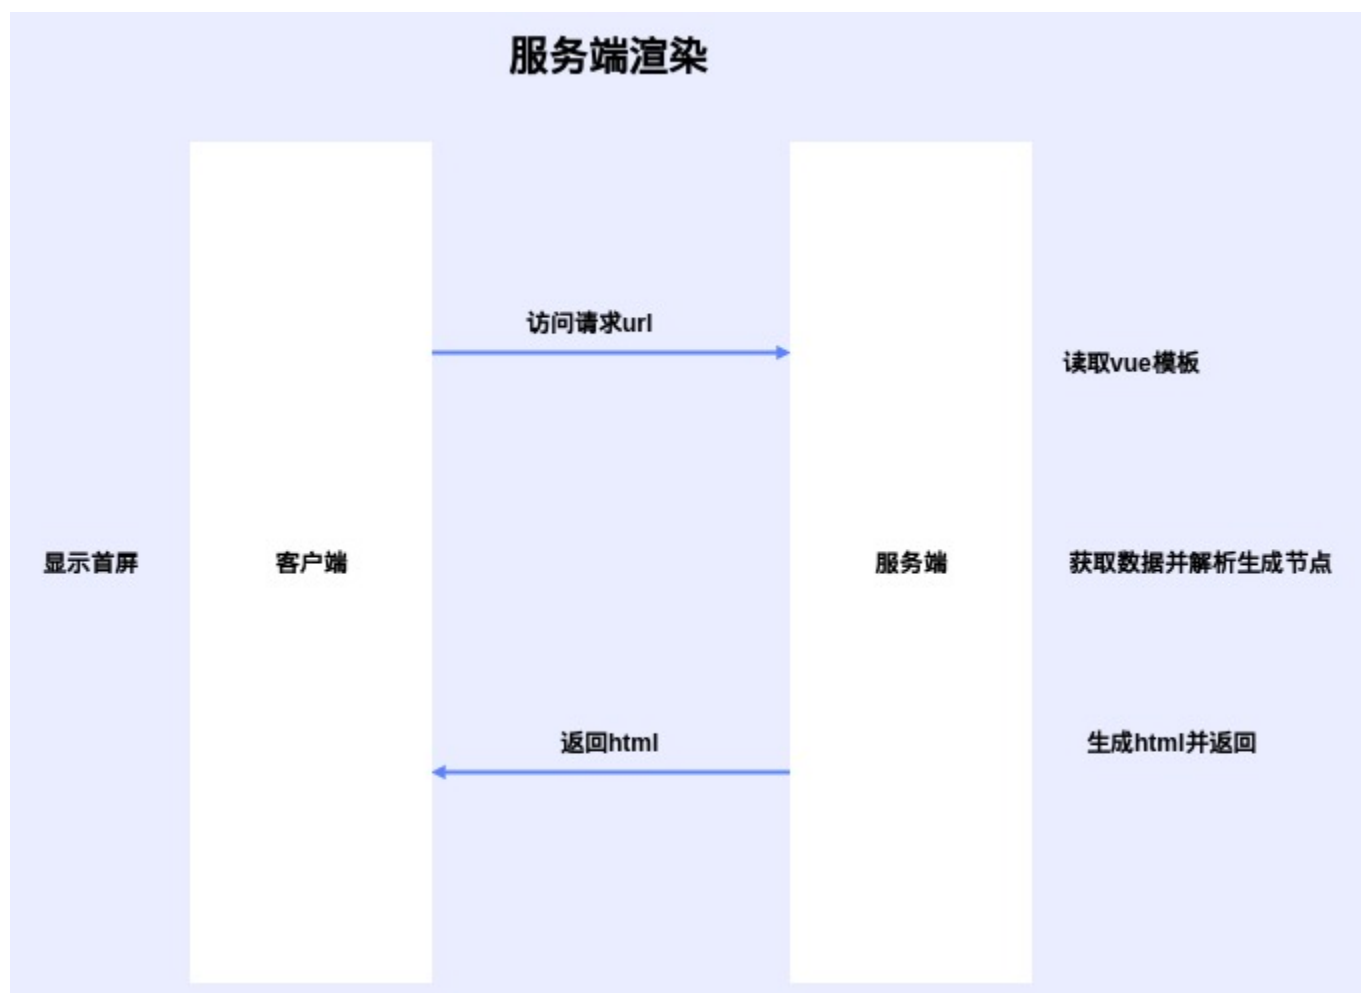 服务端渲染
访问请求url
读取vue模板
显示首屏
客户端
服务端
获取数据并解析生成节点
返回html
生成html并返回